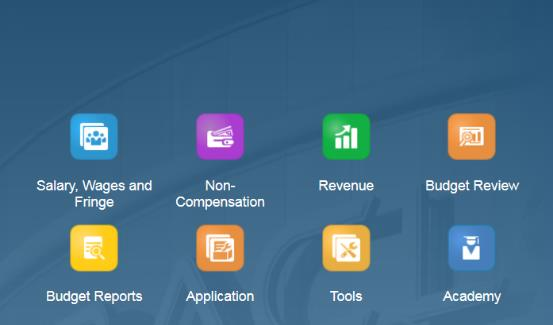 Salary, Wages and
Fringe
Non-
Compensation
Revenue
Budget Review
Budget Reports
Application
Tools
Academy